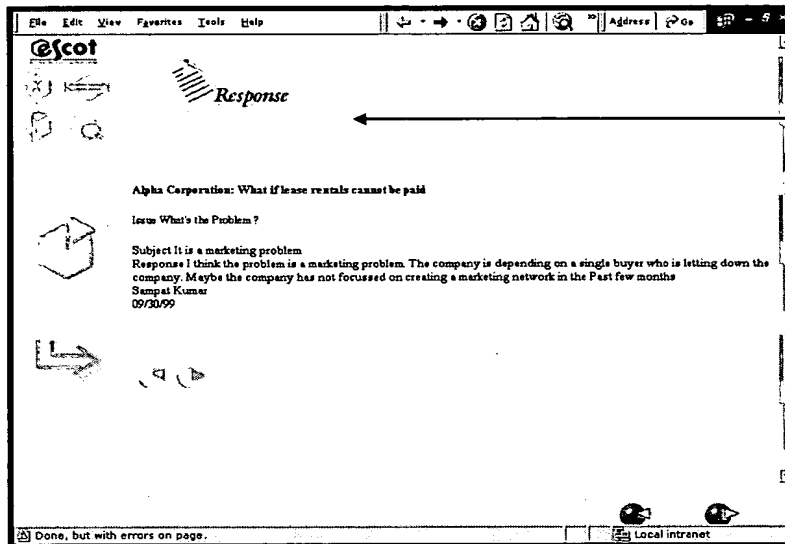 File Edit View Favorites Tools Help Address Go
escot
Response
Alpha Corporation: What if lease rentals cannot be paid
Issue What's the Problem ?
Subject It is a marketing problem
Response I think the problem is a marketing problem. The company is depending on a single buyer who is letting down the
company. Maybe the company has not focussed on creating a marketing network in the Past few months
Sampat Kumar
09/30/99
Done, but with errors on page. Local intranet